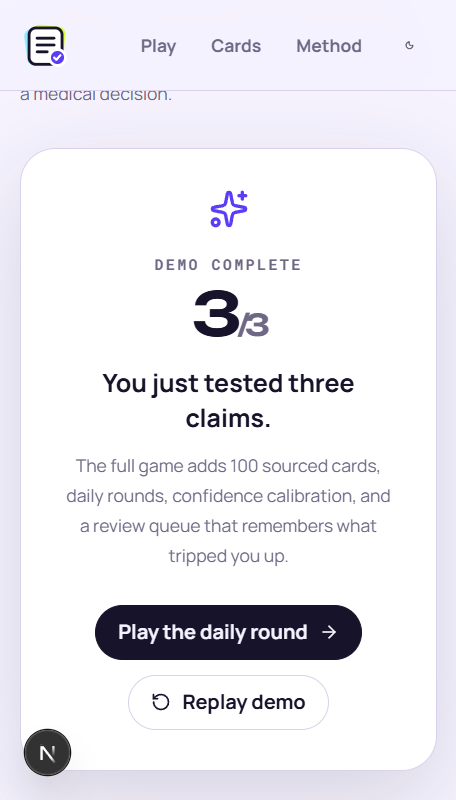 Play Cards Method
a medical decision.
DEMO COMPLETE
3/3
You just tested three
claims.
The full game adds 100 sourced cards,
daily rounds, confidence calibration, and
a review queue that remembers what
tripped you up.
Play the daily round
Replay demo
N